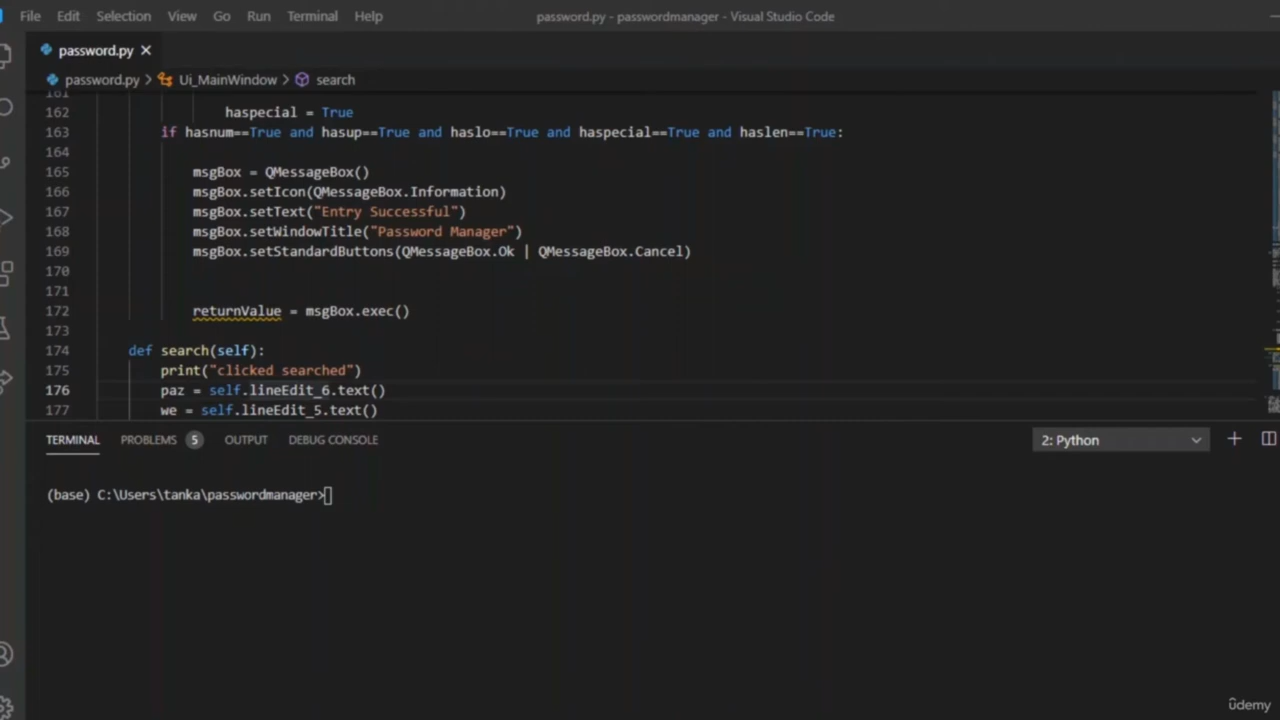 File Edit Selection View Go Run Terminal Help password.py - passwordmanager - Visual Studio Code
password.py
password.py > Ui_MainWindow > search
161
162 haspecial = True
163 if hasnum==True and hasup==True and haslo==True and haspecial==True and haslen==True:
164
165 msgBox = QMessageBox()
166 msgBox.setIcon(QMessageBox.Information)
167 msgBox.setText("Entry Successful")
168 msgBox.setWindowTitle("Password Manager")
169 msgBox.setStandardButtons(QMessageBox.Ok | QMessageBox.Cancel)
170
171
172 returnValue = msgBox.exec()
173
174 def search(self):
175 print("clicked searched")
176 paz = self.lineEdit_6.text()
177 we = self.lineEdit_5.text()
TERMINAL PROBLEMS 5 OUTPUT DEBUG CONSOLE 2: Python
(base) C:\Users\tanka\passwordmanager>
ûdemy